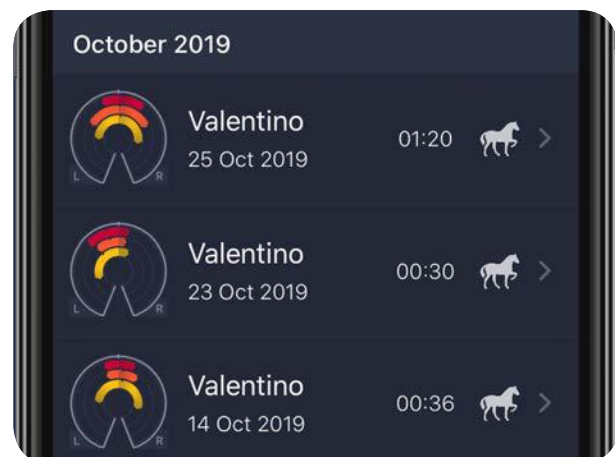 October 2019
Valentino
25 Oct 2019
01:20
L R
Valentino
23 Oct 2019
00:30
L R
Valentino
14 Oct 2019
00:36
L R